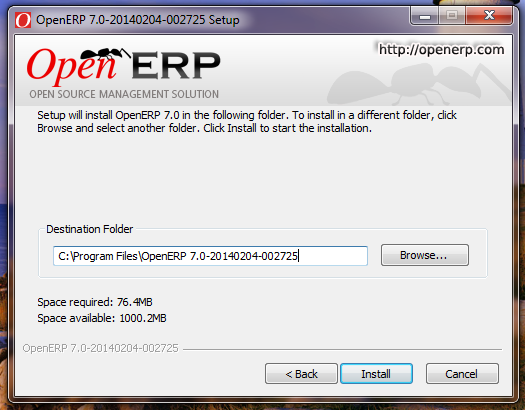 OpenERP 7.0-20140204-002725 Setup
Open ERP
http://openerp.com
OPEN SOURCE MANAGEMENT SOLUTION
Setup will install OpenERP 7.0 in the following folder. To install in a different folder, click
Browse and select another folder. Click Install to start the installation.
Destination Folder
C:\Program Files\OpenERP 7.0-20140204-002725
Browse...
Space required: 76.4MB
Space available: 1000.2MB
OpenERP 7.0-20140204-002725
< Back
Install
Cancel